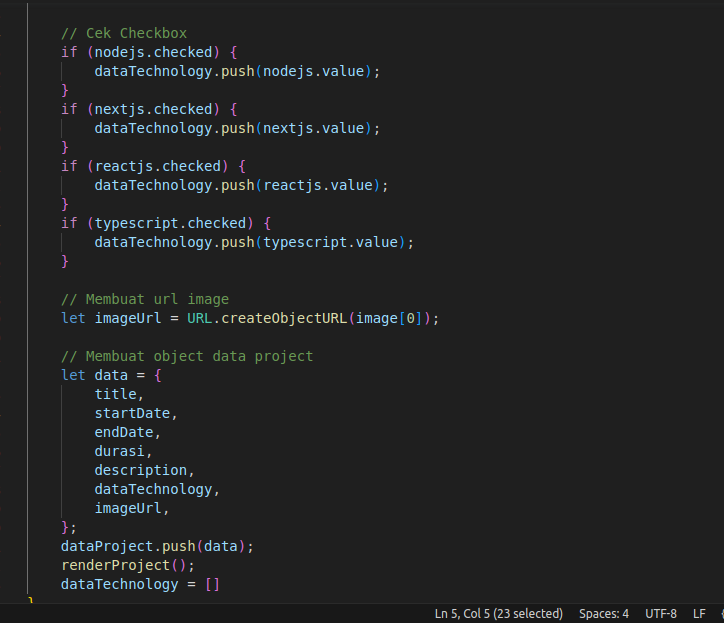 // Cek Checkbox
if (nodejs.checked) {
    dataTechnology.push(nodejs.value);
}
if (nextjs.checked) {
    dataTechnology.push(nextjs.value);
}
if (reactjs.checked) {
    dataTechnology.push(reactjs.value);
}
if (typescript.checked) {
    dataTechnology.push(typescript.value);
}
// Membuat url image
let imageUrl = URL.createObjectURL(image[0]);
// Membuat object data project
let data = {
    title,
    startDate,
    endDate,
    durasi,
    description,
    dataTechnology,
    imageUrl,
};
dataProject.push(data);
renderProject();
dataTechnology = []
}
Ln 5, Col 5 (23 selected) Spaces: 4 UTF-8 LF